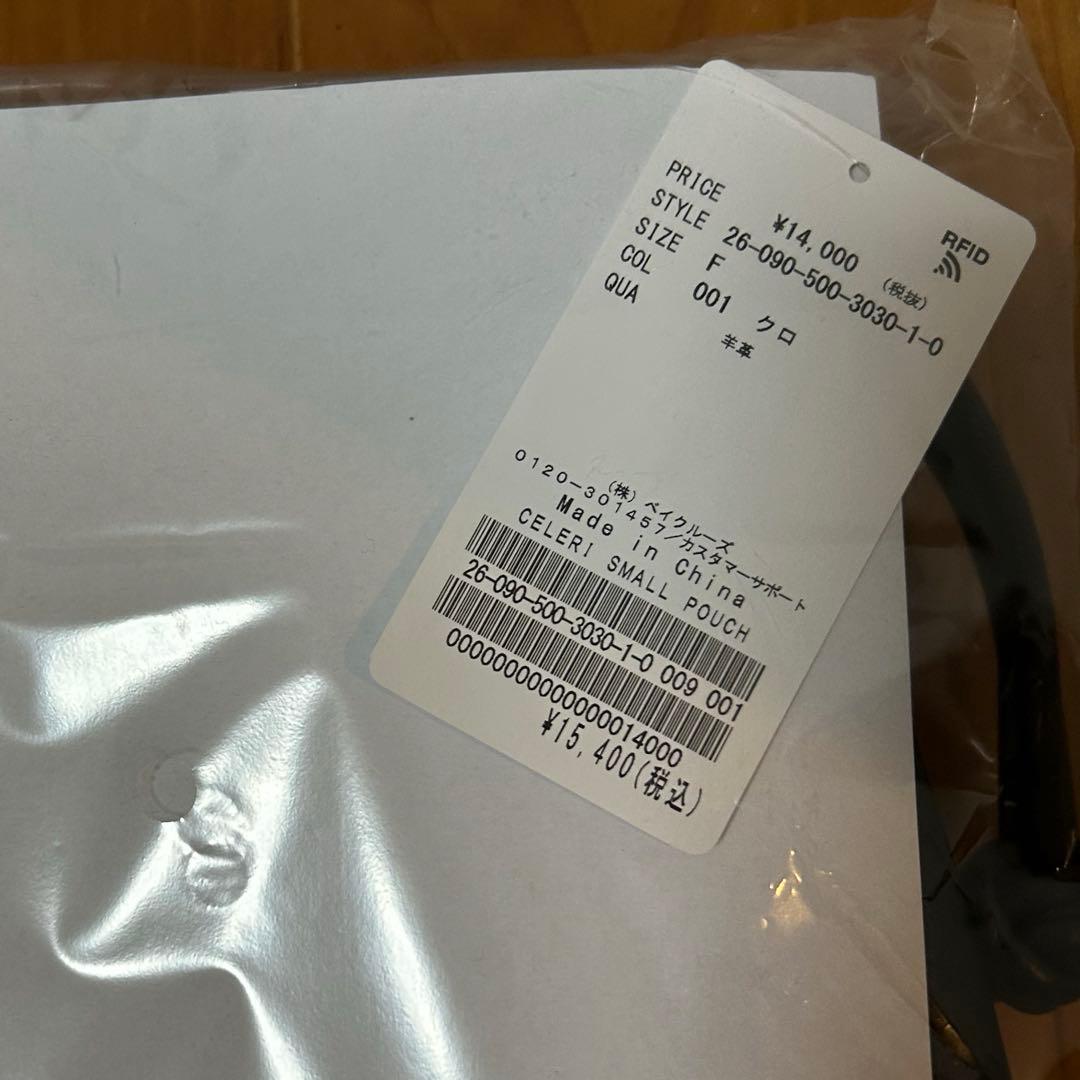 RFID
PRICE ¥14,000 (税抜)
STYLE 26-090-500-3030-1-0
SIZE F
COL 001 クロ
QUA 羊革
(株) ベイクルーズ
0120-301457/カスタマーサポート
Made in China
CELERI SMALL POUCH
26-090-500-3030-1-0 009 001
0000000000000014000
¥15,400(税込)